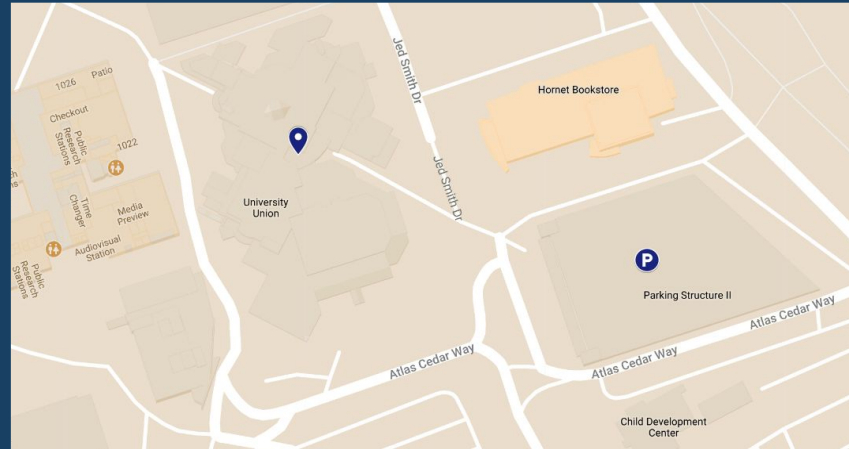 Jed Smith Dr
Hornet Bookstore
1026
Patio
Checkout
Public
Research
Stations
1022
Jed Smith Dr
University
Union
Time
Changer
Media
Preview
Audiovisual
Station
Public
Research
Stations
P
Parking Structure II
Atlas Cedar Way
Atlas Cedar Way
Atlas Cedar Way
Child Development
Center